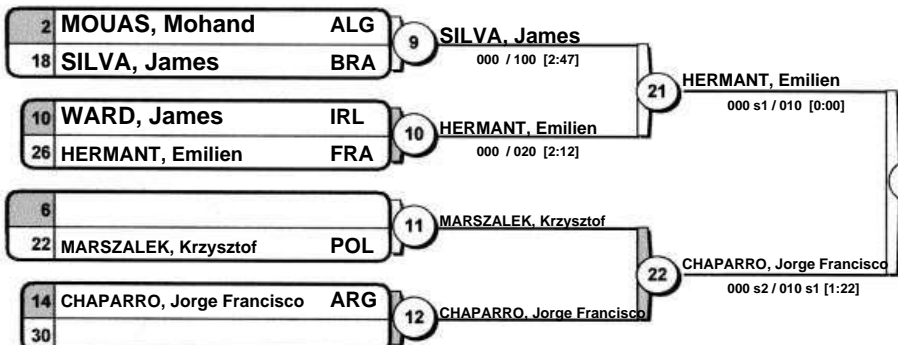 2 MOUAS, Mohand ALG
18 SILVA, James BRA
9 SILVA, James
000 / 100 [2:47]
10 WARD, James IRL
26 HERMANT, Emilien FRA
10 HERMANT, Emilien
000 / 020 [2:12]
21 HERMANT, Emilien
000 s1 / 010 [0:00]
6
22 MARSZALEK, Krzysztof POL
11 MARSZALEK, Krzysztof
14 CHAPARRO, Jorge Francisco ARG
30
12 CHAPARRO, Jorge Francisco
22 CHAPARRO, Jorge Francisco
000 s2 / 010 s1 [1:22]